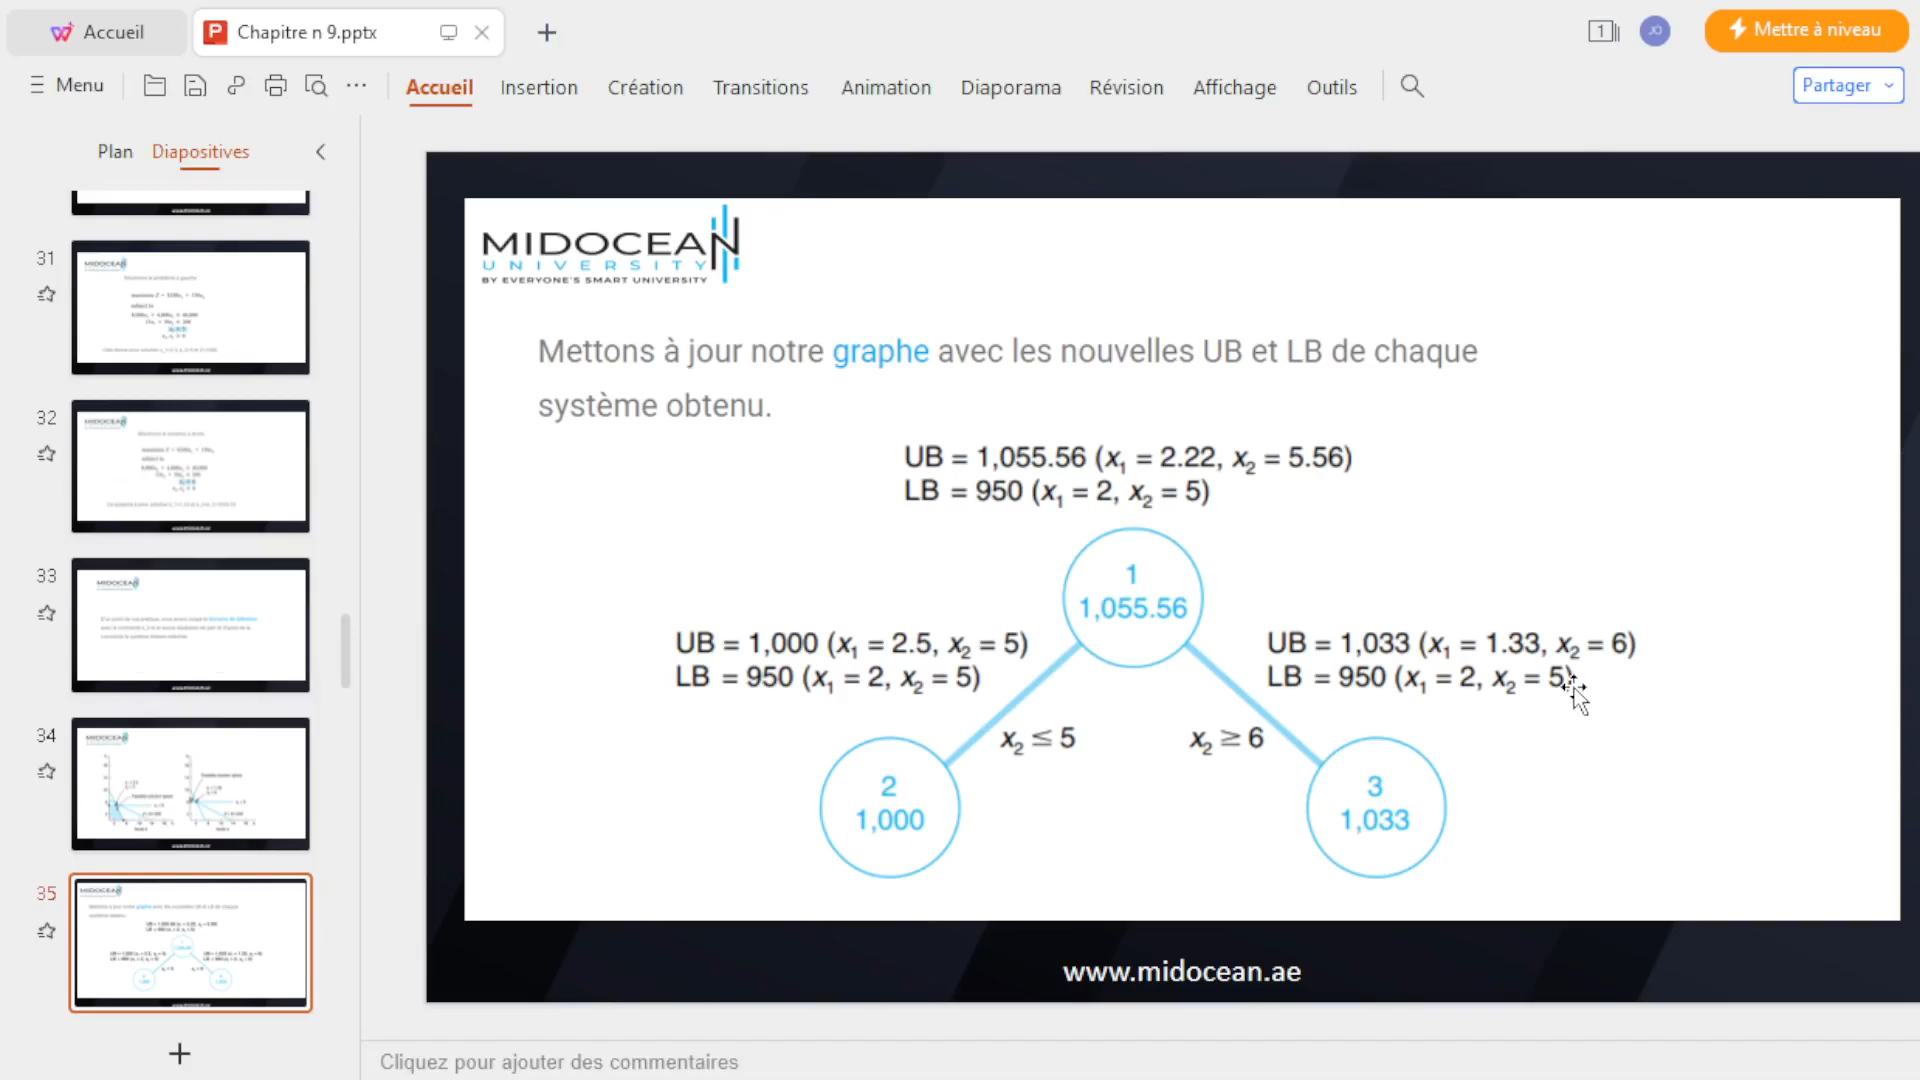 Accueil
Chapitre n 9.pptx
1
JO
Mettre à niveau
Menu
Accueil
Insertion
Création
Transitions
Animation
Diaporama
Révision
Affichage
Outils
Partager
Plan
Diapositives
31
32
33
34
35
MIDOCEAN
UNIVERSITY
BY EVERYONE'S SMART UNIVERSITY
Mettons à jour notre graphe avec les nouvelles UB et LB de chaque
système obtenu.
UB = 1,055.56 (x₁ = 2.22, x₂ = 5.56)
LB = 950 (x₁ = 2, x₂ = 5)
1
1,055.56
UB = 1,000 (x₁ = 2.5, x₂ = 5)
LB = 950 (x₁ = 2, x₂ = 5)
UB = 1,033 (x₁ = 1.33, x₂ = 6)
LB = 950 (x₁ = 2, x₂ = 5)
x₂ ≤ 5
x₂ ≥ 6
2
1,000
3
1,033
www.midocean.ae
Cliquez pour ajouter des commentaires